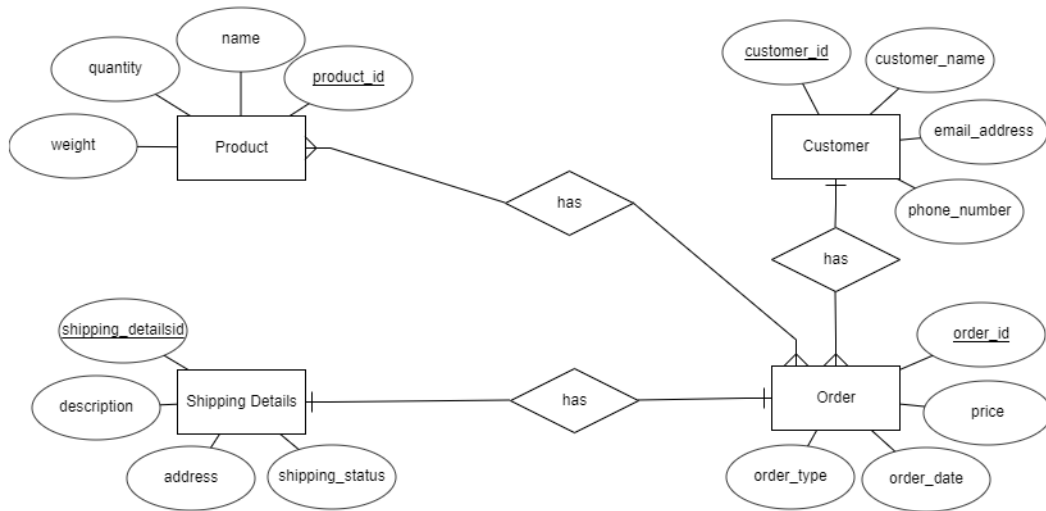 name
customer_id
customer_name
quantity
product_id
email_address
weight
Product
Customer
has
phone_number
has
shipping_detailsid
order_id
description
Shipping Details
has
Order
price
address
shipping_status
order_type
order_date